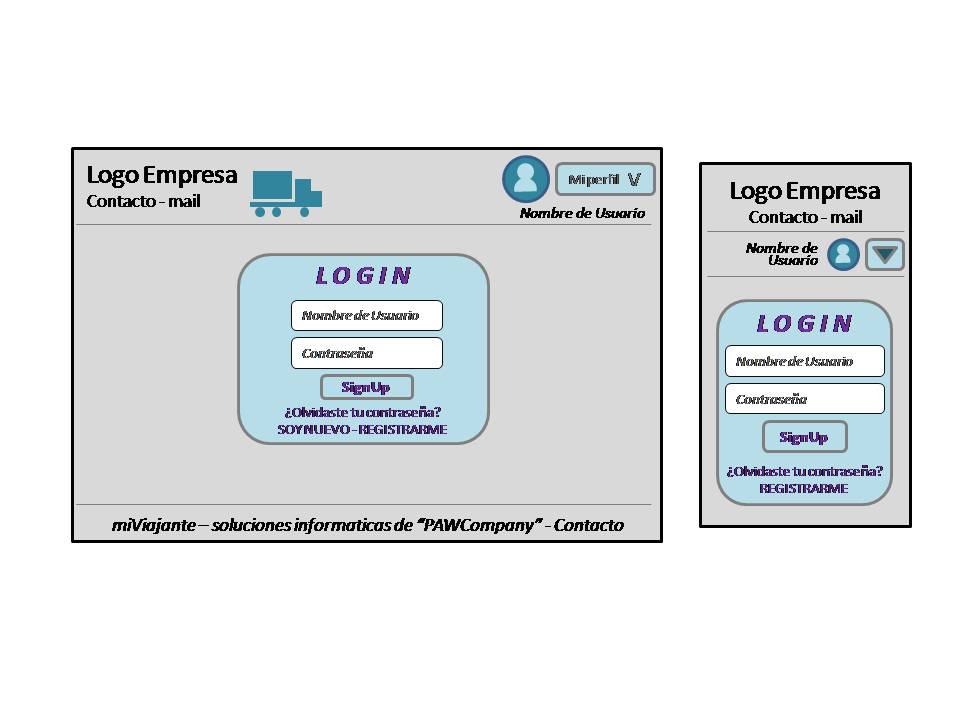 Logo Empresa
Contacto - mail
Mi perfil V
Nombre de Usuario
LOGIN
Nombre de Usuario
Contraseña
SignUp
¿Olvidaste tu contraseña?
SOY NUEVO - REGISTRARME
miViajante – soluciones informaticas de “PAWCompany” - Contacto
Logo Empresa
Contacto - mail
Nombre de
Usuario
LOGIN
Nombre de Usuario
Contraseña
SignUp
¿Olvidaste tu contraseña?
REGISTRARME